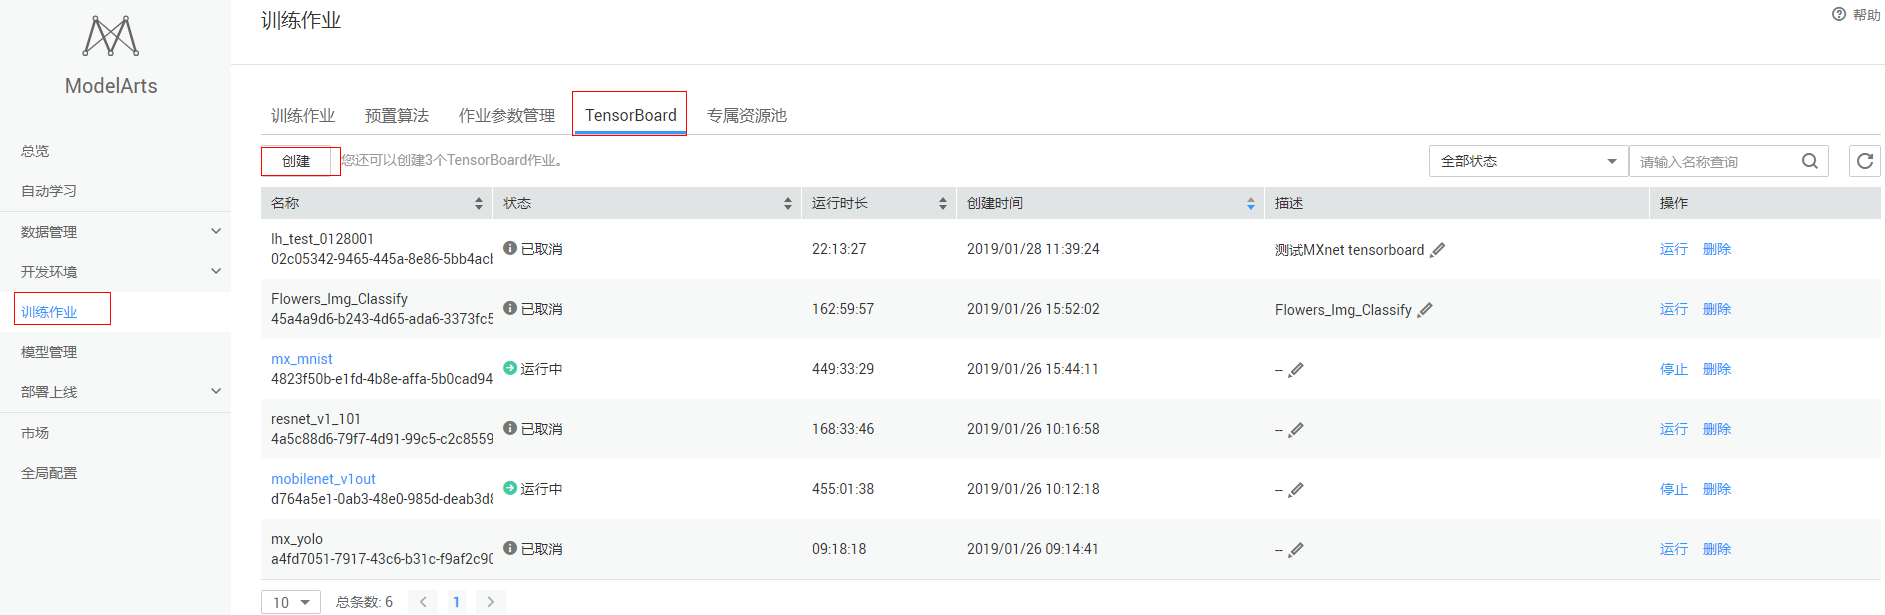 训练作业
帮助
ModelArts
总览
自动学习
数据管理
开发环境
训练作业
模型管理
部署上线
市场
全局配置
训练作业 预置算法 作业参数管理 TensorBoard 专属资源池
创建 您还可以创建3个TensorBoard作业。 全部状态 请输入名称查询
名称 状态 运行时长 创建时间 描述 操作
lh_test_0128001
02c05342-9465-445a-8e86-5bb4acb
已取消 22:13:27 2019/01/28 11:39:24 测试MXnet tensorboard 运行 删除
Flowers_Img_Classify
45a4a9d6-b243-4d65-ada6-3373fc5
已取消 162:59:57 2019/01/26 15:52:02 Flowers_Img_Classify 运行 删除
mx_mnist
4823f50b-e1fd-4b8e-affa-5b0cad94
运行中 449:33:29 2019/01/26 15:44:11 -- 停止 删除
resnet_v1_101
4a5c88d6-79f7-4d91-99c5-c2c8559
已取消 168:33:46 2019/01/26 10:16:58 -- 运行 删除
mobilenet_v1out
d764a5e1-0ab3-48e0-985d-deab3d8
运行中 455:01:38 2019/01/26 10:12:18 -- 停止 删除
mx_yolo
a4fd7051-7917-43c6-b31c-f9af2c90
已取消 09:18:18 2019/01/26 09:14:41 -- 运行 删除
10 总条数: 6 < 1 >